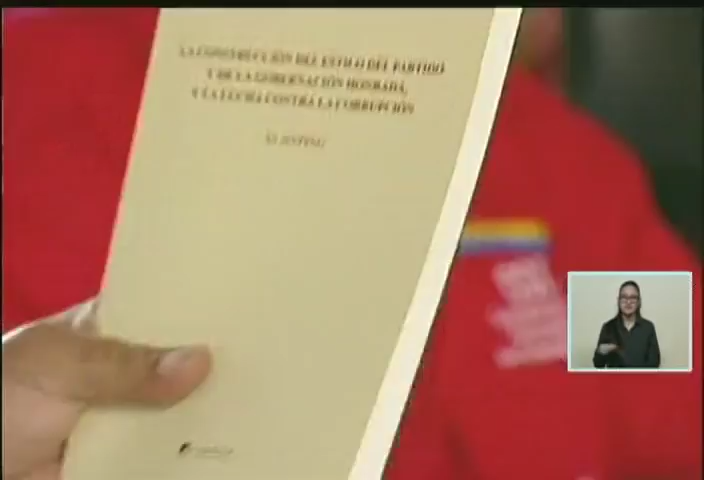 LA CONSTRUCCIÓN DEL ESTILO DEL PARTIDO
Y DE LA GOBERNACIÓN HONRADA,
Y LA LUCHA CONTRA LA CORRUPCIÓN
XI JINPING